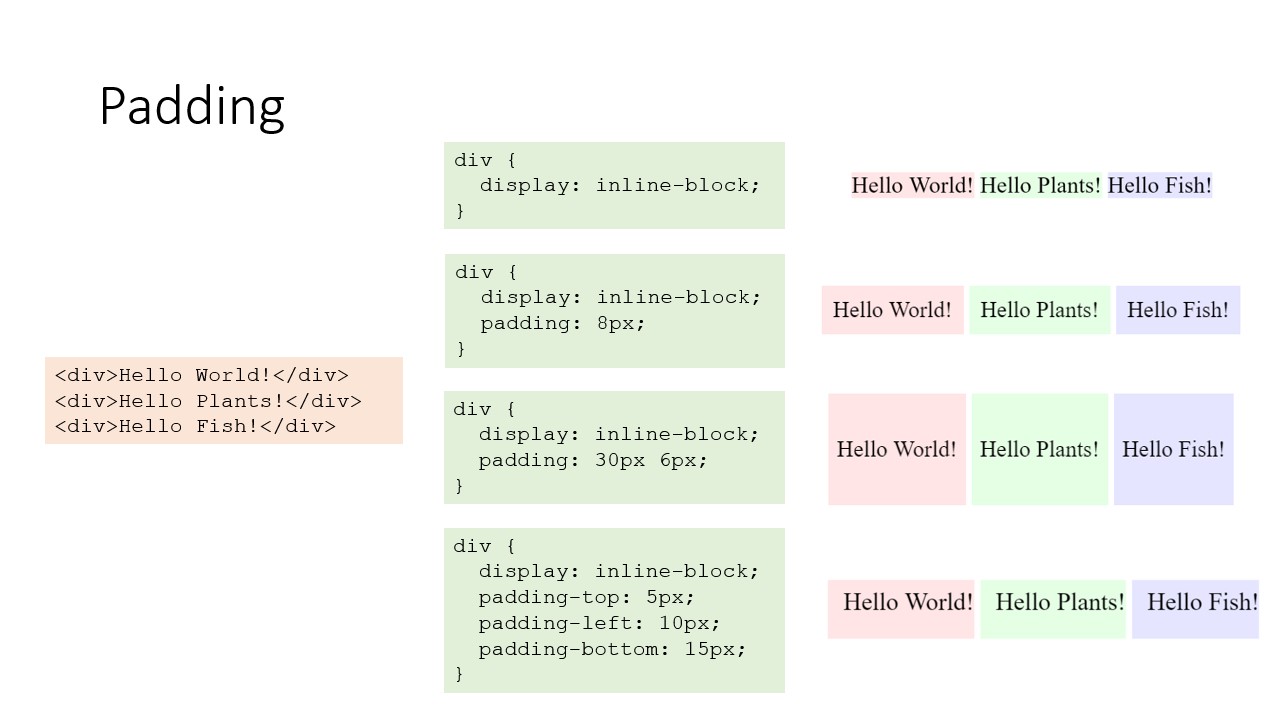 Padding
<div>Hello World!</div>
<div>Hello Plants!</div>
<div>Hello Fish!</div>
div {
  display: inline-block;
}
Hello World! Hello Plants! Hello Fish!
div {
  display: inline-block;
  padding: 8px;
}
Hello World! Hello Plants! Hello Fish!
div {
  display: inline-block;
  padding: 30px 6px;
}
Hello World! Hello Plants! Hello Fish!
div {
  display: inline-block;
  padding-top: 5px;
  padding-left: 10px;
  padding-bottom: 15px;
}
Hello World! Hello Plants! Hello Fish!